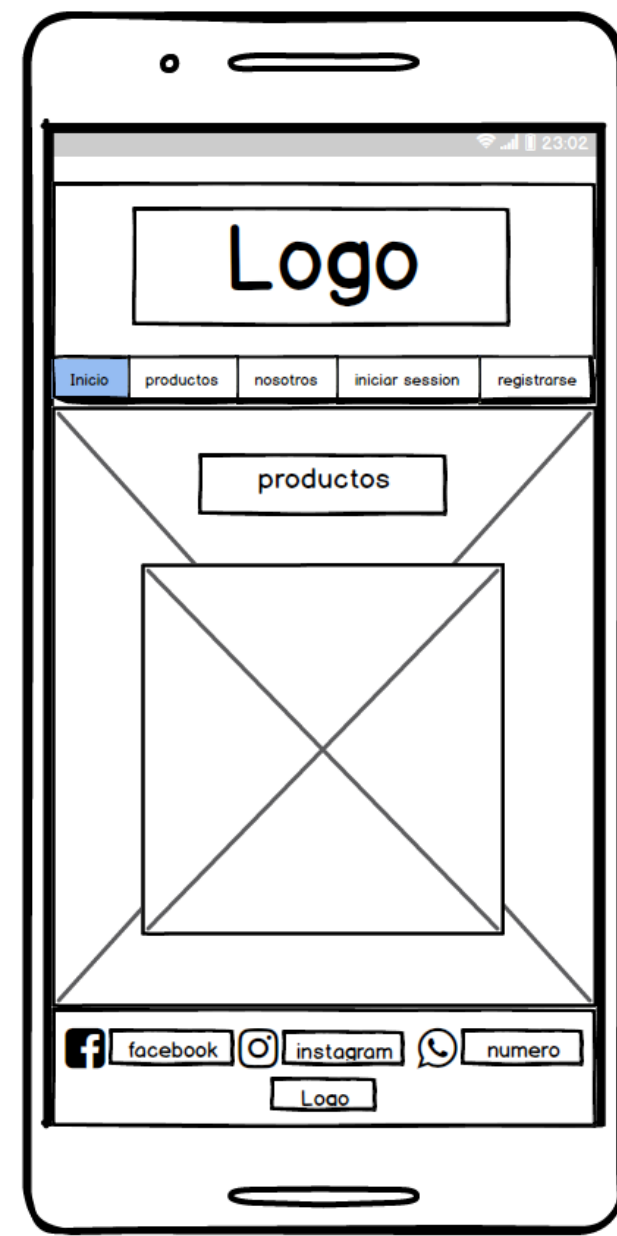 23:02
Logo
Inicio productos nosotros iniciar session registrarse
productos
facebook instagram numero
Logo